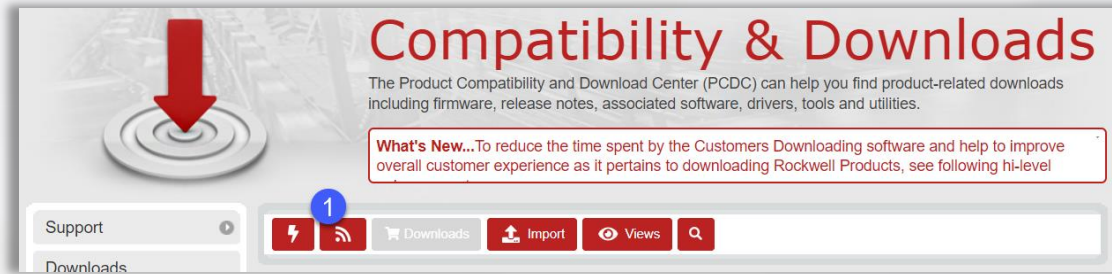 Compatibility & Downloads
The Product Compatibility and Download Center (PCDC) can help you find product-related downloads
including firmware, release notes, associated software, drivers, tools and utilities.
What's New...To reduce the time spent by the Customers Downloading software and help to improve
overall customer experience as it pertains to downloading Rockwell Products, see following hi-level
1
Support
Downloads Import Views
Downloads